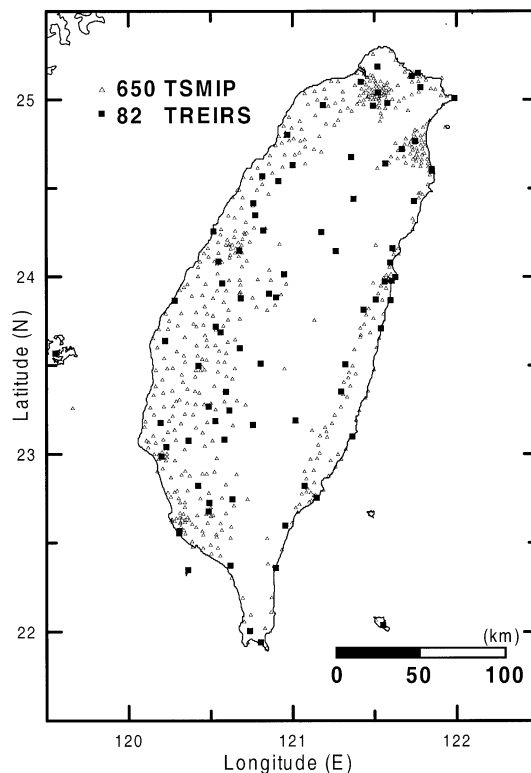 25
650 TSMIP
82 TREIRS
24
Latitude (N)
23
22
(km)
0 50 100
120 121 122
Longitude (E)